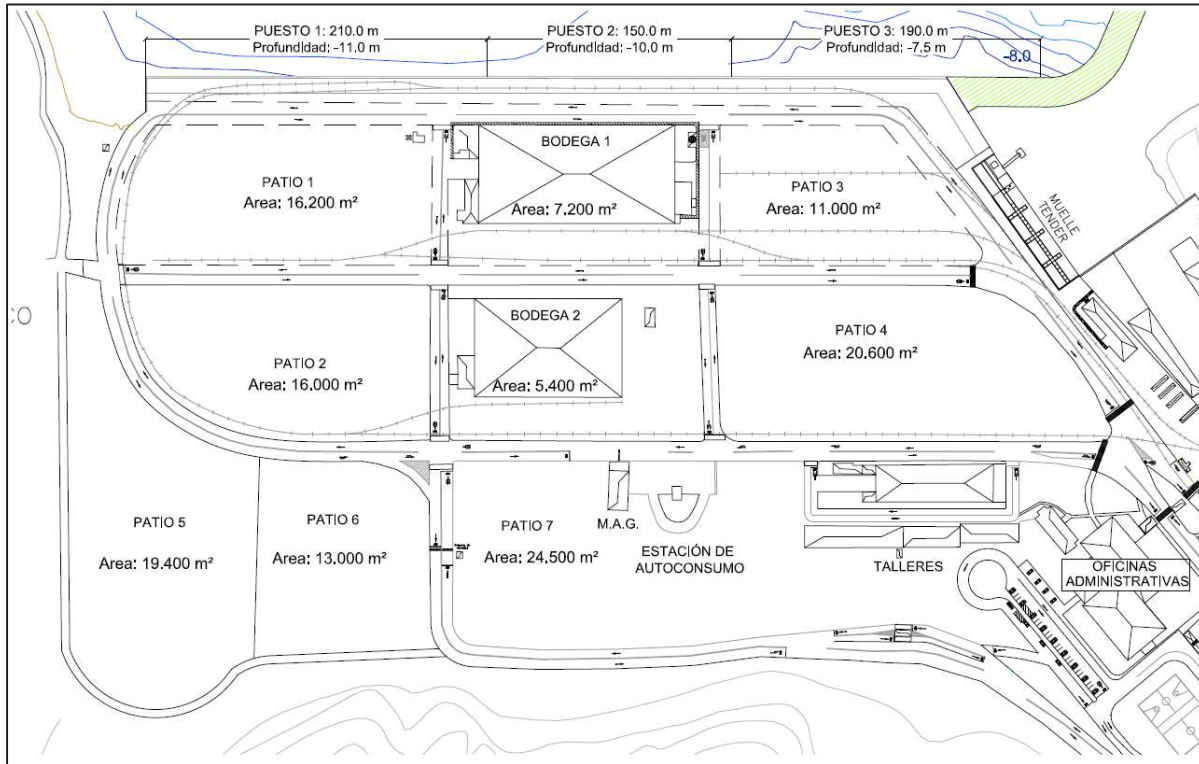 PUESTO 1: 210.0 m
Profundidad: -11,0 m
PUESTO 2: 150.0 m
Profundidad: -10,0 m
PUESTO 3: 190.0 m
Profundidad: -7,5 m
-8.0
BODEGA 1
Area: 7.200 m²
PATIO 1
Area: 16.200 m²
PATIO 3
Area: 11.000 m²
MUELLE
TENDER
BODEGA 2
Area: 5.400 m²
PATIO 2
Area: 16.000 m²
PATIO 4
Area: 20.600 m²
PATIO 5
Area: 19.400 m²
PATIO 6
Area: 13.000 m²
PATIO 7
Area: 24.500 m²
M.A.G.
ESTACIÓN DE
AUTOCONSUMO
TALLERES
OFICINAS
ADMINISTRATIVAS